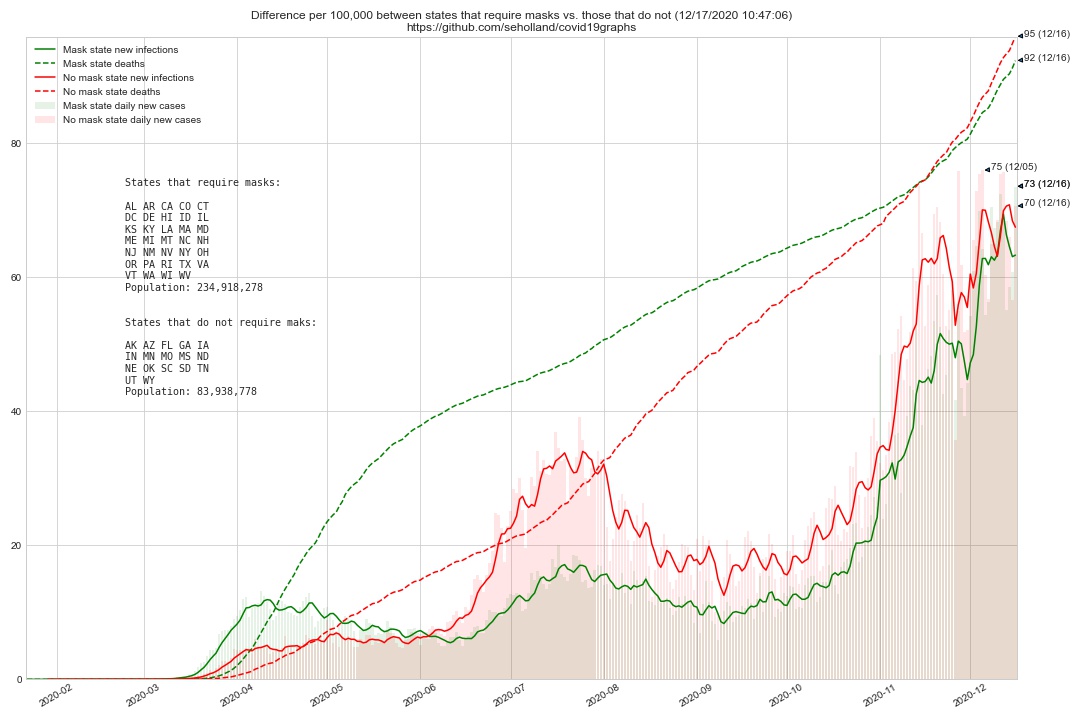 Difference per 100,000 between states that require masks vs. those that do not (12/17/2020 10:47:06)
https://github.com/seholland/covid19graphs
Mask state new infections
Mask state deaths
No mask state new infections
No mask state deaths
Mask state daily new cases
No mask state daily new cases
95 (12/16)
92 (12/16)
75 (12/05)
73 (12/16)
70 (12/16)
States that require masks:
AL AR CA CO CT
DC DE HI ID IL
KS KY LA MA MD
ME MI MT NC NH
NJ NM NV NY OH
OR PA RI TX VA
VT WA WI WV
Population: 234,918,278
States that do not require maks:
AK AZ FL GA IA
IN MN MO MS ND
NE OK SC SD TN
UT WY
Population: 83,938,778
80
60
40
20
0
2020-02
2020-03
2020-04
2020-05
2020-06
2020-07
2020-08
2020-09
2020-10
2020-11
2020-12